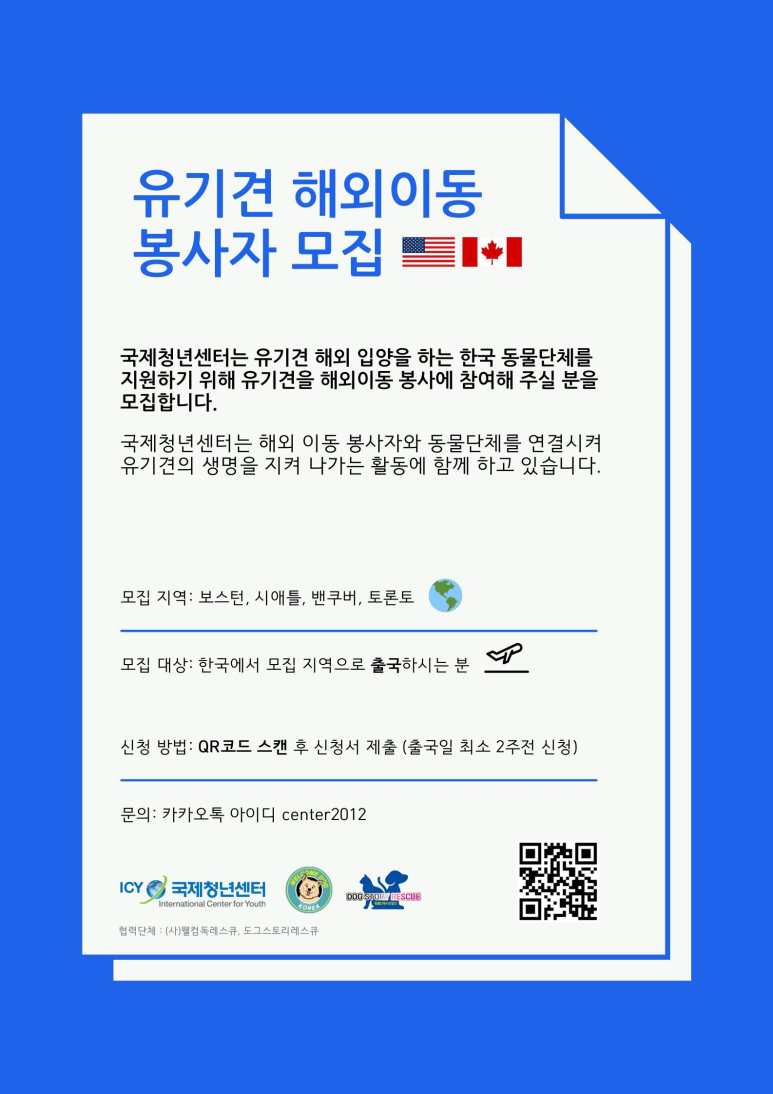 유기견 해외이동
봉사자 모집
국제청년센터는 유기견 해외 입양을 하는 한국 동물단체를
지원하기 위해 유기견을 해외이동 봉사에 참여해 주실 분을
모집합니다.
국제청년센터는 해외 이동 봉사자와 동물단체를 연결시켜
유기견의 생명을 지켜 나가는 활동에 함께 하고 있습니다.
모집 지역: 보스턴, 시애틀, 밴쿠버, 토론토
모집 대상: 한국에서 모집 지역으로 출국하시는 분
신청 방법: QR코드 스캔 후 신청서 제출 (출국일 최소 2주전 신청)
문의: 카카오톡 아이디 center2012
ICY 국제청년센터
International Center for Youth
WELCOME DOG
KOREA
DOG STORY RESCUE
협력단체 : (사)웰컴독레스큐, 도그스토리레스큐